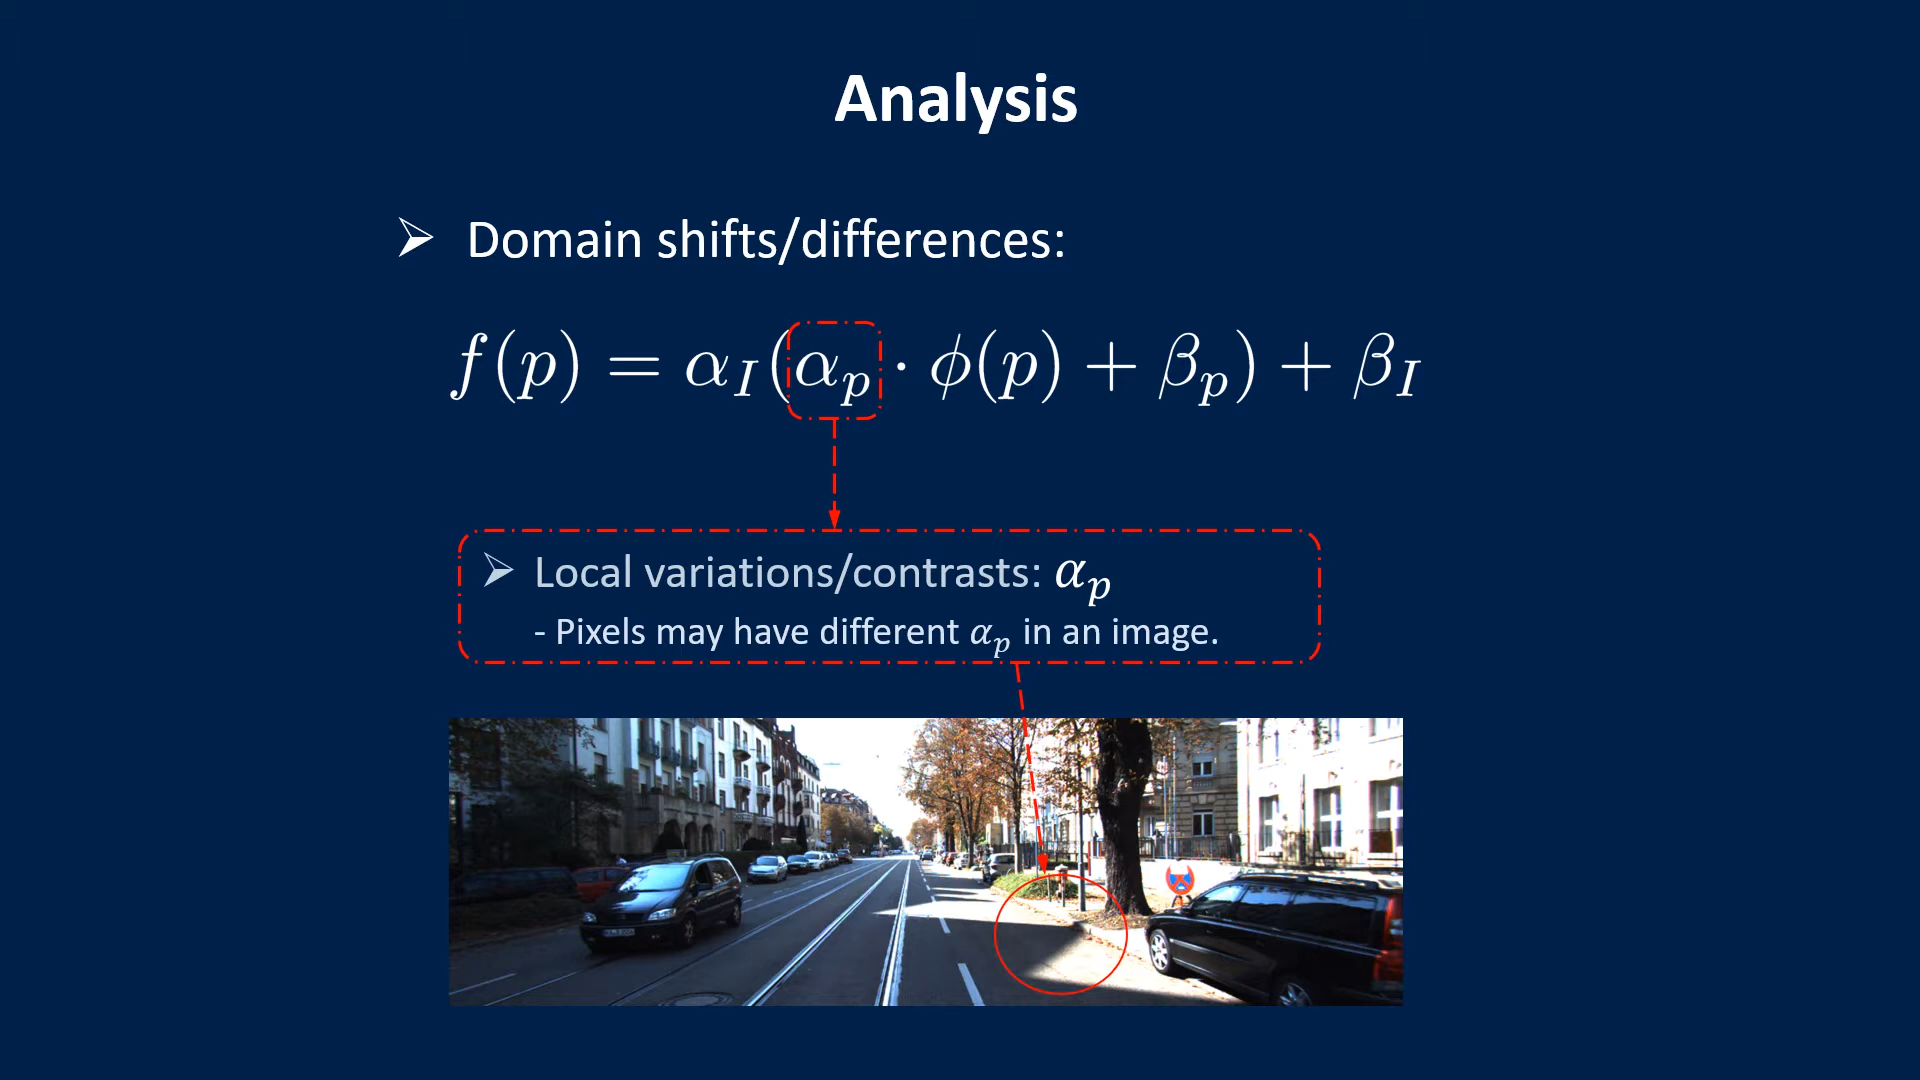 Analysis
➢ Domain shifts/differences:
f(p) = α_I(α_p · ϕ(p) + β_p) + β_I
➢ Local variations/contrasts: α_p
- Pixels may have different α_p in an image.